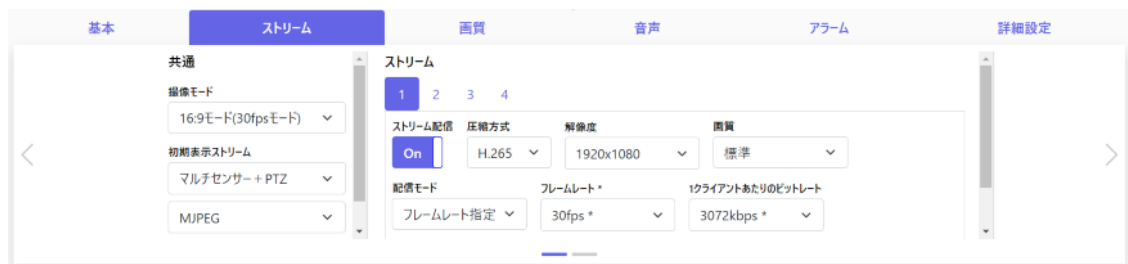 基本 ストリーム 画質 音声 アラーム 詳細設定
共通
撮像モード
16:9モード(30fpsモード)
初期表示ストリーム
マルチセンサー+PTZ
MJPEG
ストリーム
1 2 3 4
ストリーム配信 圧縮方式 解像度 画質
On H.265 1920x1080 標準
配信モード フレームレート * 1クライアントあたりのビットレート
フレームレート指定 30fps * 3072kbps *